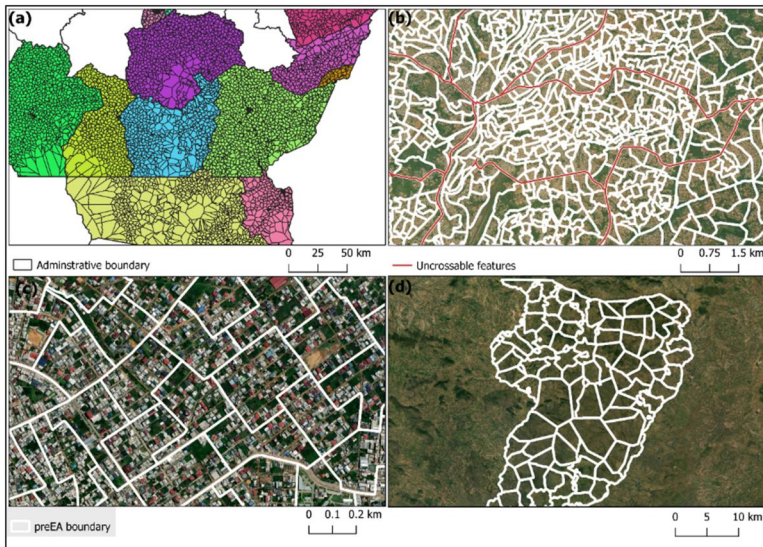 (a)
(b)
Adminstrative boundary
0 25 50 km
Uncrossable features
0 0.75 1.5 km
(c)
(d)
preEA boundary
0 0.1 0.2 km
0 5 10 km